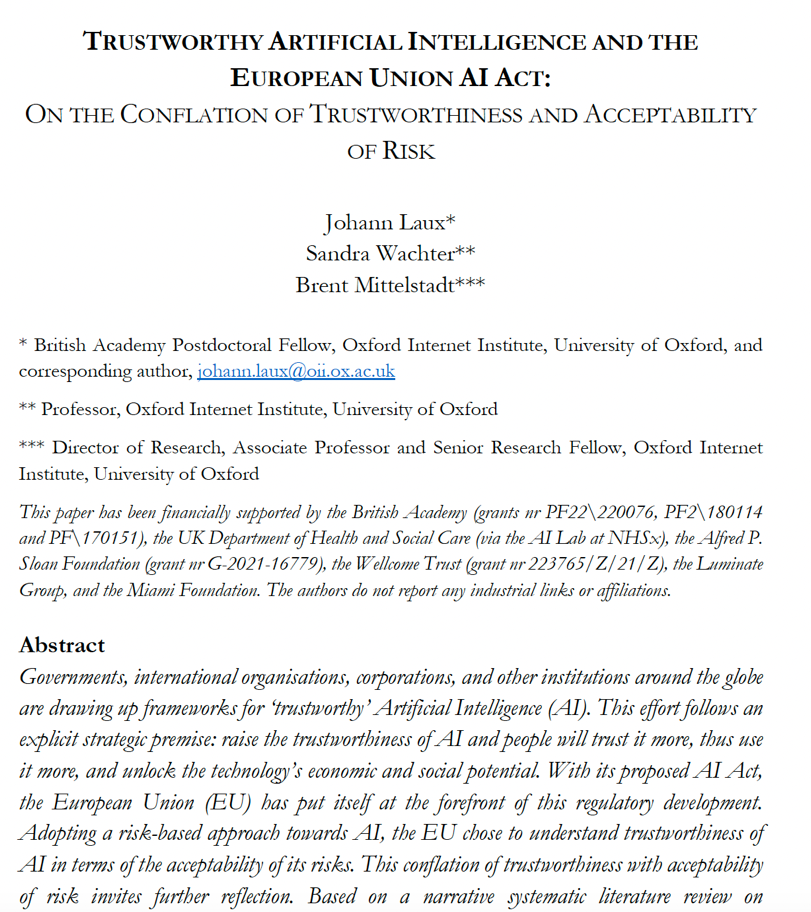 TRUSTWORTHY ARTIFICIAL INTELLIGENCE AND THE
EUROPEAN UNION AI ACT:
ON THE CONFLATION OF TRUSTWORTHINESS AND ACCEPTABILITY
OF RISK
Johann Laux*
Sandra Wachter**
Brent Mittelstadt***
* British Academy Postdoctoral Fellow, Oxford Internet Institute, University of Oxford, and
corresponding author, johann.laux@oii.ox.ac.uk
** Professor, Oxford Internet Institute, University of Oxford
*** Director of Research, Associate Professor and Senior Research Fellow, Oxford Internet
Institute, University of Oxford
This paper has been financially supported by the British Academy (grants nr PF22\220076, PF2\180114
and PF\170151), the UK Department of Health and Social Care (via the AI Lab at NHSx), the Alfred P.
Sloan Foundation (grant nr G-2021-16779), the Wellcome Trust (grant nr 223765/Z/21/Z), the Luminate
Group, and the Miami Foundation. The authors do not report any industrial links or affiliations.
Abstract
Governments, international organisations, corporations, and other institutions around the globe
are drawing up frameworks for ‘trustworthy’ Artificial Intelligence (AI). This effort follows an
explicit strategic premise: raise the trustworthiness of AI and people will trust it more, thus use
it more, and unlock the technology’s economic and social potential. With its proposed AI Act,
the European Union (EU) has put itself at the forefront of this regulatory development.
Adopting a risk-based approach towards AI, the EU chose to understand trustworthiness of
AI in terms of the acceptability of its risks. This conflation of trustworthiness with acceptability
of risk invites further reflection. Based on a narrative systematic literature review on